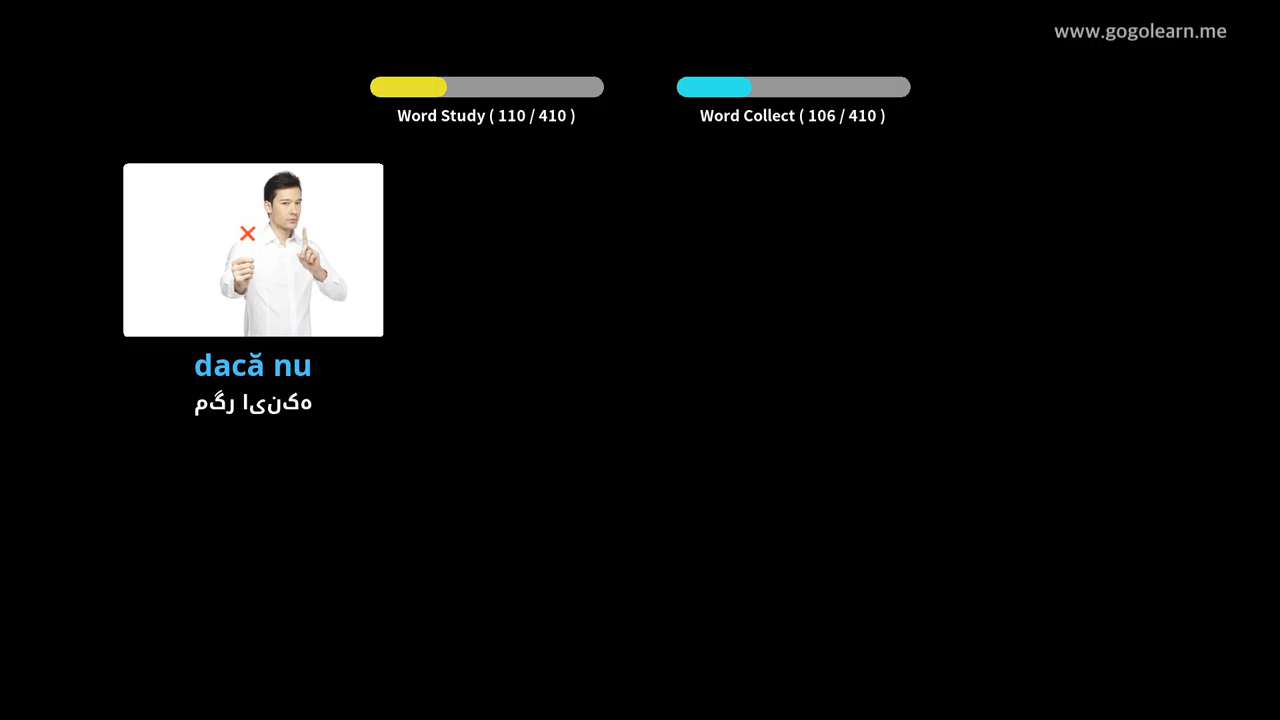 www.gogolearn.me
Word Study ( 110 / 410 )
Word Collect ( 106 / 410 )
dacă nu
مگر اینکه